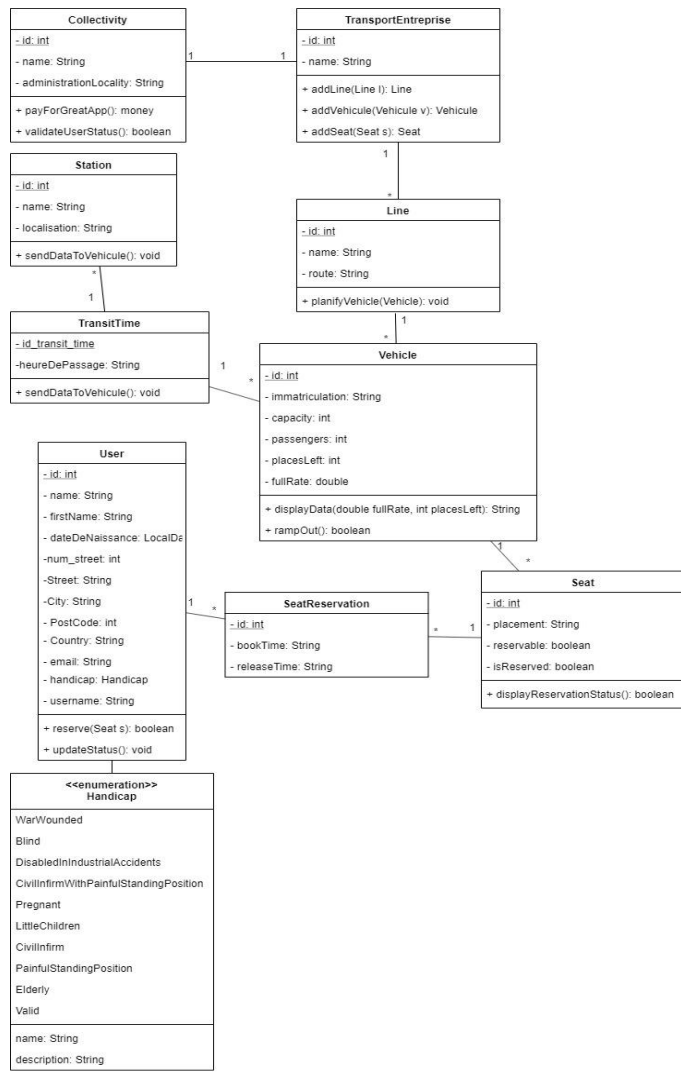 Collectivity
- id: int
- name: String
- administrationLocality: String
+ payForGreatApp(): money
+ validateUserStatus(): boolean
1
1
TransportEntreprise
- id: int
- name: String
+ addLine(Line l): Line
+ addVehicule(Vehicule v): Vehicule
+ addSeat(Seat s): Seat
1
*
Station
- id: int
- name: String
- localisation: String
+ sendDataToVehicule(): void
*
1
Line
- id: int
- name: String
- route: String
+ planifyVehicle(Vehicle): void
1
*
TransitTime
- id_transit_time
-heureDePassage: String
+ sendDataToVehicule(): void
1
*
Vehicle
- id: int
- immatriculation: String
- capacity: int
- passengers: int
- placesLeft: int
- fullRate: double
+ displayData(double fullRate, int placesLeft): String
+ rampOut(): boolean
1
*
User
- id: int
- name: String
- firstName: String
- dateDeNaissance: LocalDa
-num_street: int
-Street: String
-City: String
- PostCode: int
- Country: String
- email: String
- handicap: Handicap
- username: String
+ reserve(Seat s): boolean
+ updateStatus(): void
1
*
SeatReservation
- id: int
- bookTime: String
- releaseTime: String
*
1
Seat
- id: int
- placement: String
- reservable: boolean
- isReserved: boolean
+ displayReservationStatus(): boolean
<<enumeration>>
Handicap
WarWounded
Blind
DisabledInIndustrialAccidents
CivilInfirmWithPainfulStandingPosition
Pregnant
LittleChildren
CivilInfirm
PainfulStandingPosition
Elderly
Valid
name: String
description: String